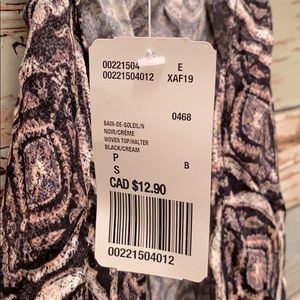 00221504 E
00221504012 XAF19
0468
BAIN-DE-SOLEIL/N
NOIR/CRÈME
WOVEN TOP/HALTER
BLACK/CREAM
P B
S
CAD $12.90
00221504012